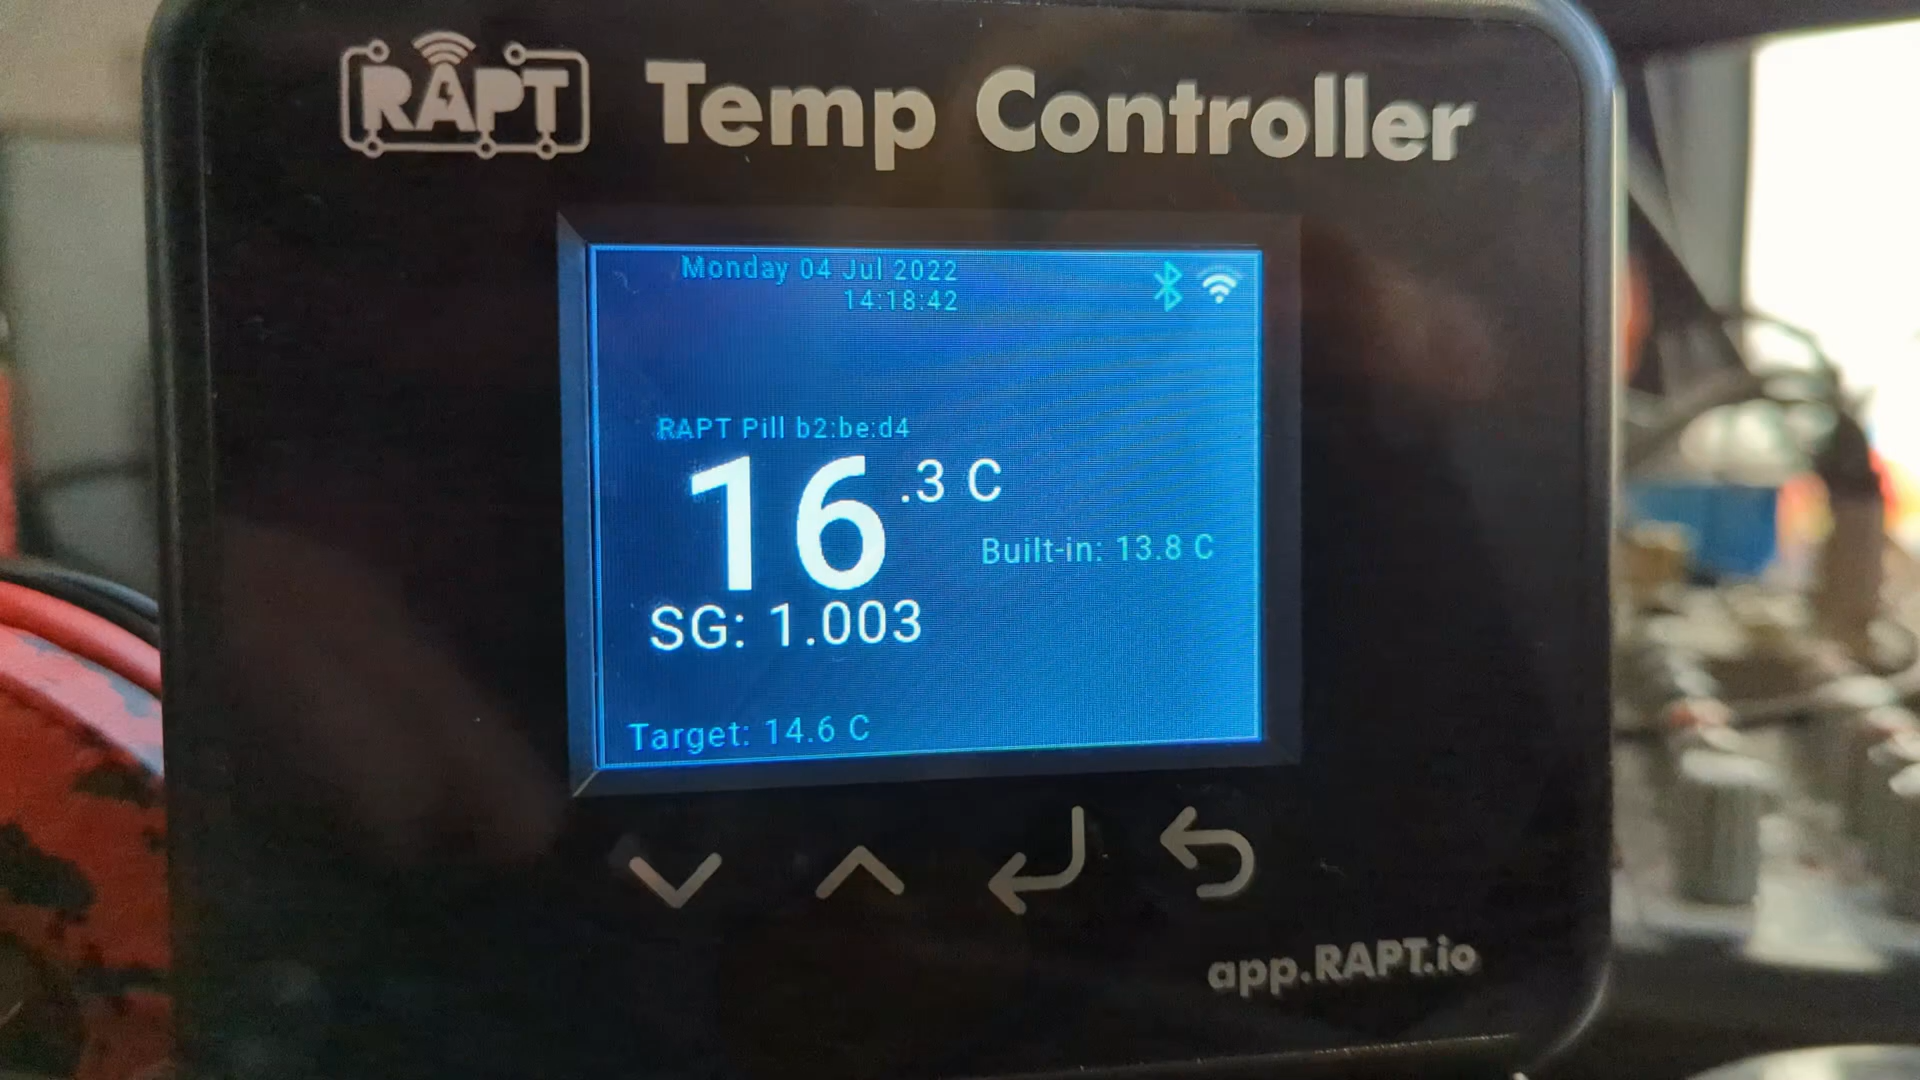 RAPT Temp Controller
Monday 04 Jul 2022
14:18:42
RAPT Pill b2:be:d4
16.3 C
Built-in: 13.8 C
SG: 1.003
Target: 14.6 C
app.RAPT.io